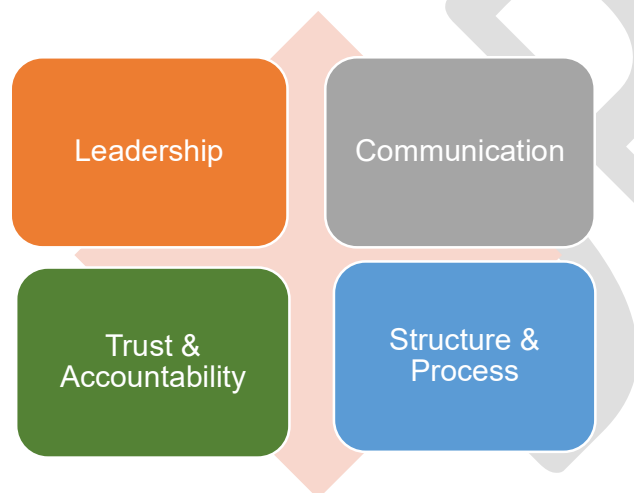 Leadership
Communication
Trust &
Accountability
Structure &
Process